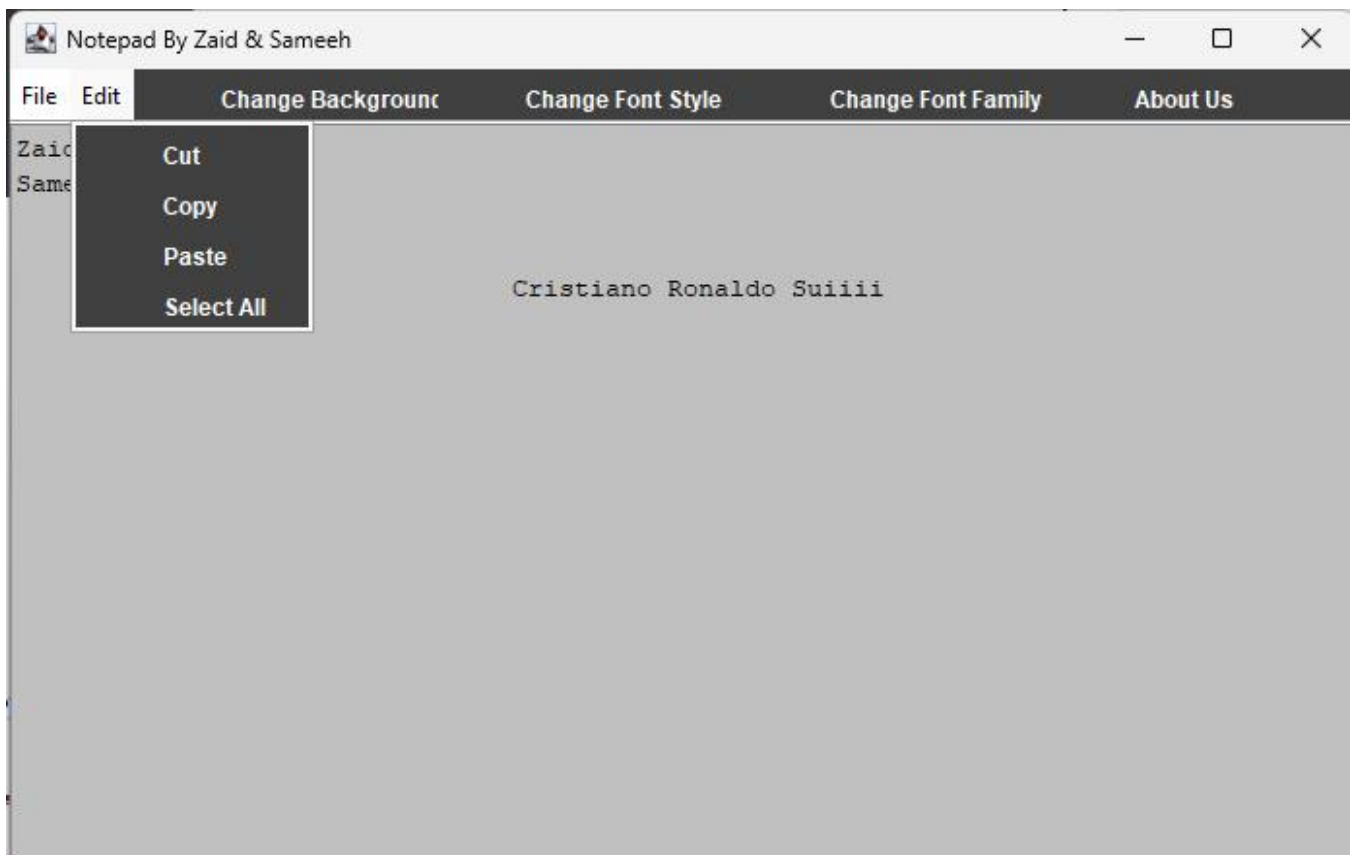 Notepad By Zaid & Sameeh
File Edit Change Background Change Font Style Change Font Family About Us
Cut
Copy
Paste
Select All
Cristiano Ronaldo Suiiii